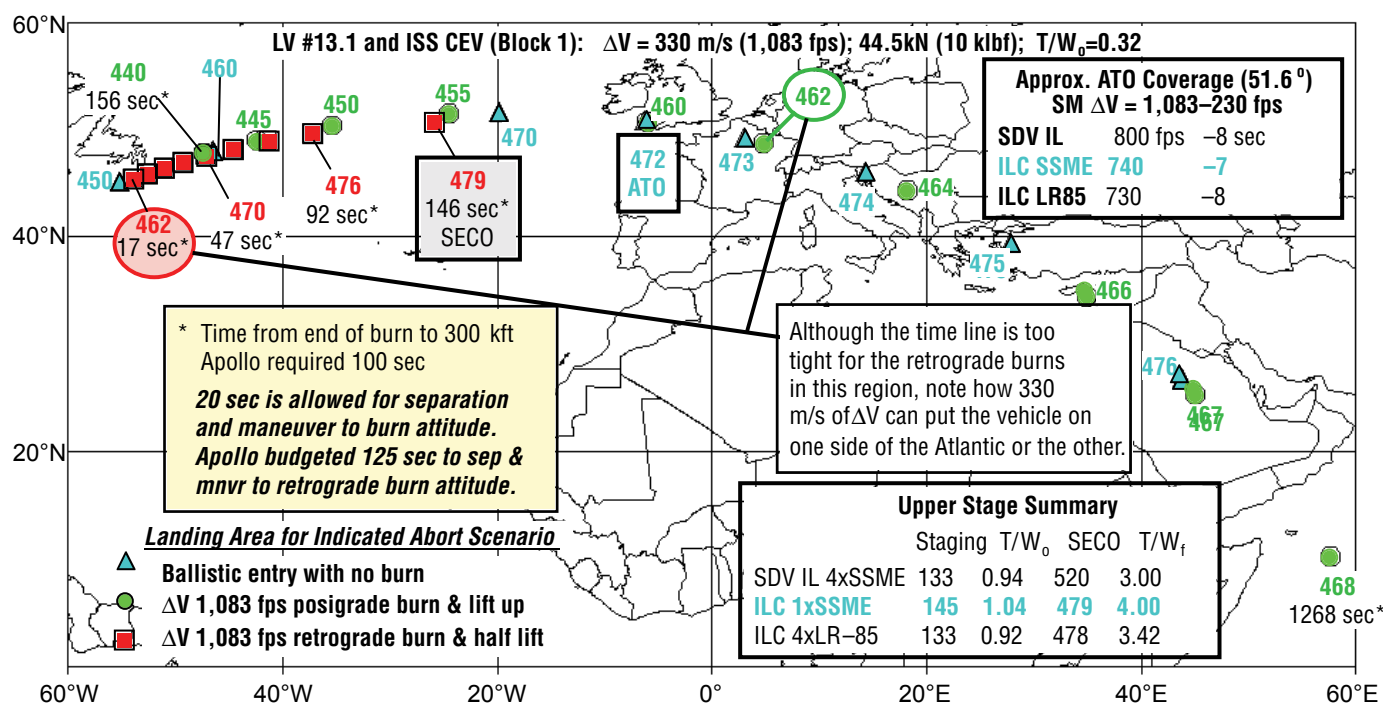 60°N
LV #13.1 and ISS CEV (Block 1): ΔV = 330 m/s (1,083 fps); 44.5kN (10 klbf); T/Wo=0.32
440
156 sec*
460
445
450
455
470
460
462
Approx. ATO Coverage (51.6 °)
SM ΔV = 1,083–230 fps
SDV IL 800 fps –8 sec
ILC SSME 740 –7
ILC LR85 730 –8
450
462
17 sec*
470
47 sec*
476
92 sec*
479
146 sec*
SECO
472
ATO
473
474
464
475
466
40°N
* Time from end of burn to 300 kft
Apollo required 100 sec
20 sec is allowed for separation
and maneuver to burn attitude.
Apollo budgeted 125 sec to sep &
mnvr to retrograde burn attitude.
Although the time line is too
tight for the retrograde burns
in this region, note how 330
m/s of ΔV can put the vehicle on
one side of the Atlantic or the other.
476
467
467
20°N
Landing Area for Indicated Abort Scenario
Ballistic entry with no burn
ΔV 1,083 fps posigrade burn & lift up
ΔV 1,083 fps retrograde burn & half lift
Upper Stage Summary
Staging T/Wo SECO T/Wf
SDV IL 4xSSME 133 0.94 520 3.00
ILC 1xSSME 145 1.04 479 4.00
ILC 4xLR–85 133 0.92 478 3.42
468
1268 sec*
60°W 40°W 20°W 0° 20°E 40°E 60°E